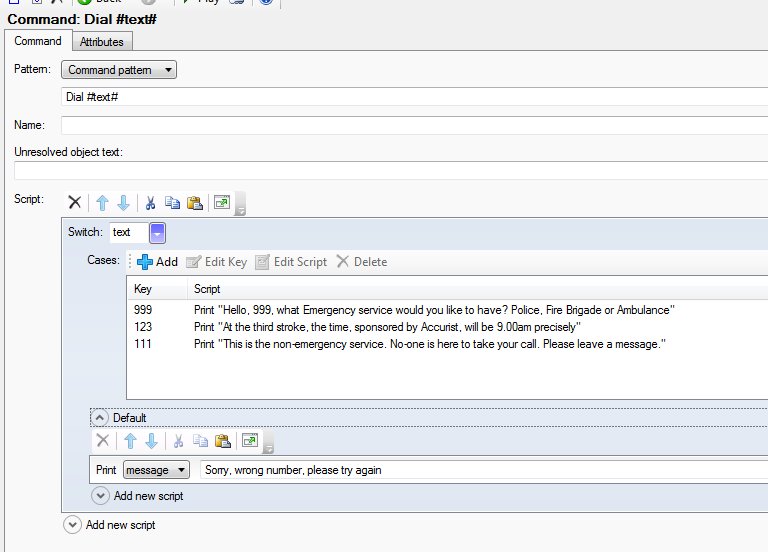 Back
Play
Command: Dial #text#
Command
Attributes
Pattern:
Command pattern
Dial #text#
Name:
Unresolved object text:
Script:
Switch:
text
Cases:
Add
Edit Key
Edit Script
Delete
Key
Script
999
Print "Hello, 999, what Emergency service would you like to have? Police, Fire Brigade or Ambulance"
123
Print "At the third stroke, the time, sponsored by Accurist, will be 9.00am precisely"
111
Print "This is the non-emergency service. No-one is here to take your call. Please leave a message."
Default
Print
message
Sorry, wrong number, please try again
Add new script
Add new script